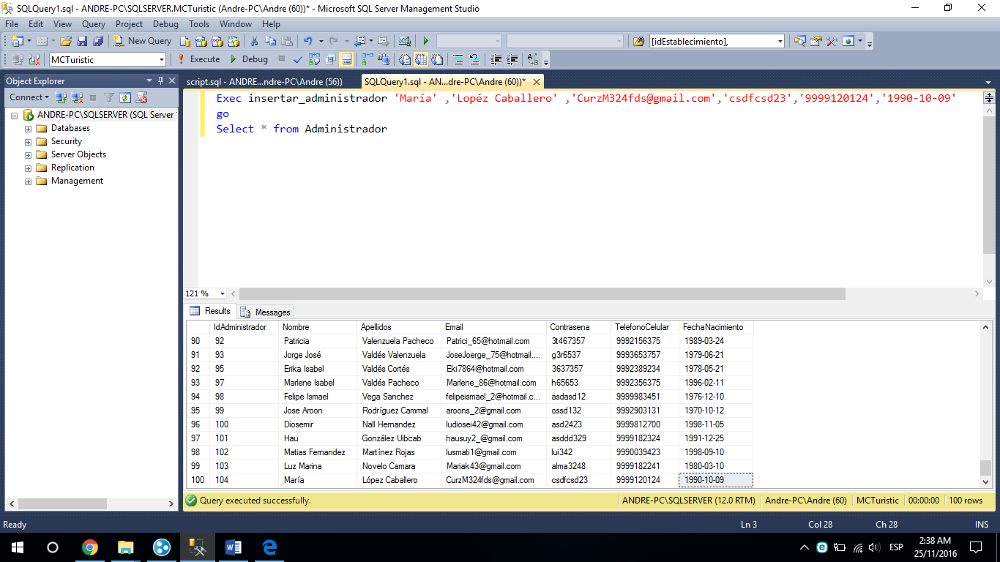 SQLQuery1.sql - ANDRE-PC\SQLSERVER.MCTuristic (Andre-PC\Andre (60))* - Microsoft SQL Server Management Studio
File Edit View Query Project Debug Tools Window Help
New Query [idEstablecimiento],
MCTuristic Execute Debug
Object Explorer
Connect
ANDRE-PC\SQLSERVER (SQL Server
Databases
Security
Server Objects
Replication
Management
script.sql - ANDRE...ndre-PC\Andre (56)) SQLQuery1.sql - AN...dre-PC\Andre (60))*
Exec insertar_administrador 'María' ,'Lopéz Caballero' ,'CurzM324fds@gmail.com','csdfcsd23','9999120124','1990-10-09'
go
Select * from Administrador
121 %
Results Messages
IdAdministrador Nombre Apellidos Email Contrasena TelefonoCelular FechaNacimiento
90 92 Patricia Valenzuela Pacheco Patrici_65@hotmail.com 3t467357 9992156375 1989-03-24
91 93 Jorge José Valdés Valenzuela JoseJoerge_75@hotmail.... g3r6537 9993653757 1979-06-21
92 95 Erika Isabel Valdés Cortés Eki7864@hotmail.com 3637357 9992389234 1978-05-21
93 97 Marlene Isabel Valdés Pacheco Marlene_86@hotmail.com h65653 9992356375 1996-02-11
94 98 Felipe Ismael Vega Sanchez felipeismael_2@hotmail.c... asdasd12 9999983451 1976-12-10
95 99 Jose Aroon Rodríguez Cammal aroons_2@gmail.com ossd132 9992903131 1970-10-12
96 100 Diosemir Nall Hernandez ludiosei42@gmail.com asd2423 9999812700 1998-11-05
97 101 Hau González Uibcab hausuy2_@gmail.com asddd329 9999182324 1991-12-25
98 102 Matias Fernandez Martínez Rojas lusmati1@gmail.com lui342 9990039423 1998-09-10
99 103 Luz Marina Novelo Camara Mariak43@gmail.com alma3248 9999182241 1980-03-10
100 104 María López Caballero CurzM324fds@gmail.com csdfcsd23 9999120124 1990-10-09
Query executed successfully. ANDRE-PC\SQLSERVER (12.0 RTM) Andre-PC\Andre (60) MCTuristic 00:00:00 100 rows
Ready Ln 3 Col 28 Ch 28 INS
ESP 2:38 AM
25/11/2016